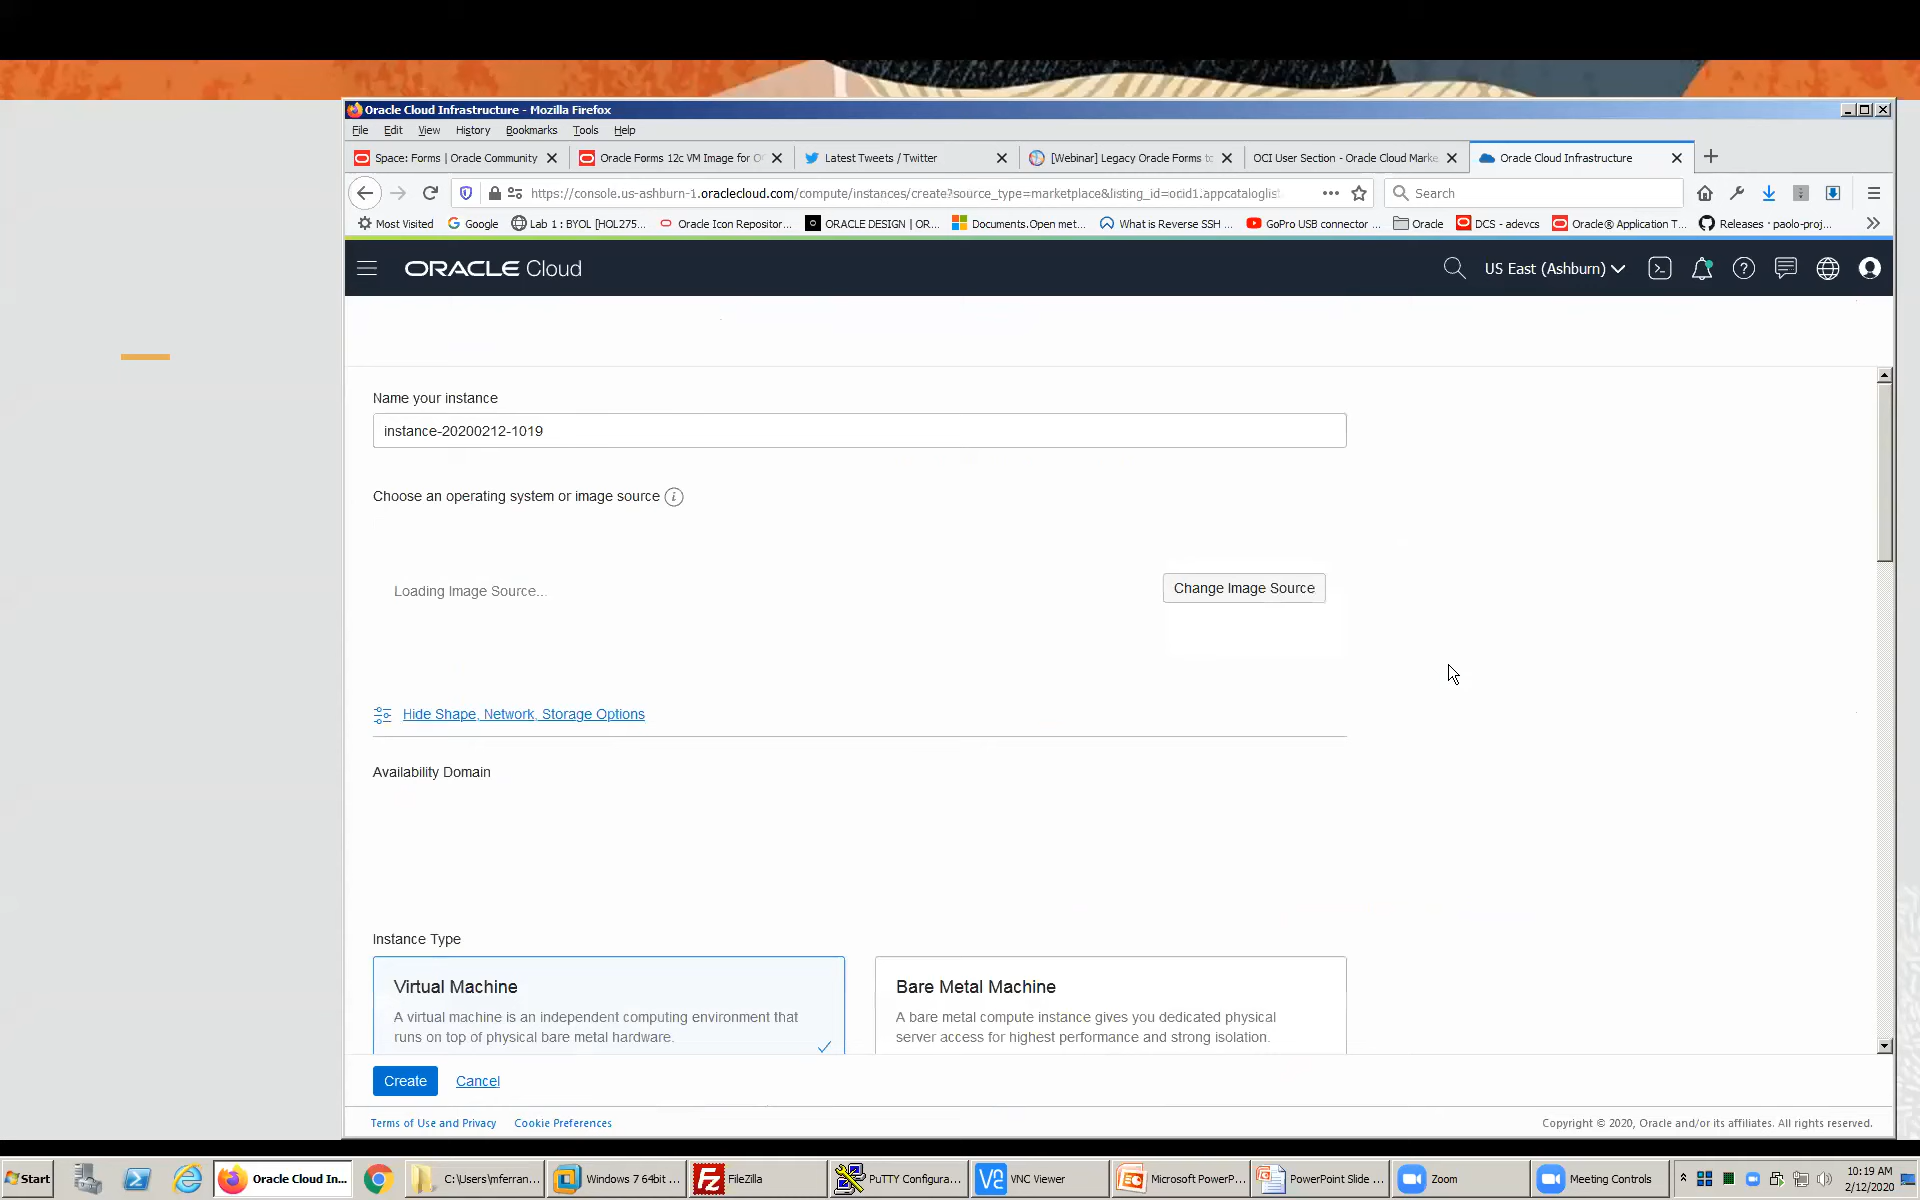 Oracle Cloud Infrastructure - Mozilla Firefox
File Edit View History Bookmarks Tools Help
Space: Forms | Oracle Community
Oracle Forms 12c VM Image for O
Latest Tweets / Twitter
[Webinar] Legacy Oracle Forms to
OCI User Section - Oracle Cloud Marke
Oracle Cloud Infrastructure
https://console.us-ashburn-1.oraclecloud.com/compute/instances/create?source_type=marketplace&listing_id=ocid1.appcataloglist
Search
Most Visited
Google
Lab 1 : BYOL [HOL275...
Oracle Icon Repositor...
ORACLE DESIGN | OR...
Documents.Open met...
What is Reverse SSH ...
GoPro USB connector ...
Oracle
DCS - adevcs
Oracle® Application T...
Releases · paolo-proj...
ORACLE Cloud
US East (Ashburn)
Name your instance
instance-20200212-1019
Choose an operating system or image source
Loading Image Source...
Change Image Source
Hide Shape, Network, Storage Options
Availability Domain
Instance Type
Virtual Machine
A virtual machine is an independent computing environment that
runs on top of physical bare metal hardware.
Bare Metal Machine
A bare metal compute instance gives you dedicated physical
server access for highest performance and strong isolation.
Create
Cancel
Terms of Use and Privacy
Cookie Preferences
Copyright © 2020, Oracle and/or its affiliates. All rights reserved.
Start
Oracle Cloud In...
C:\Users\mferran...
Windows 7 64bit ...
FileZilla
PuTTY Configura...
VNC Viewer
Microsoft PowerP...
PowerPoint Slide ...
Zoom
Meeting Controls
10:19 AM
2/12/2020